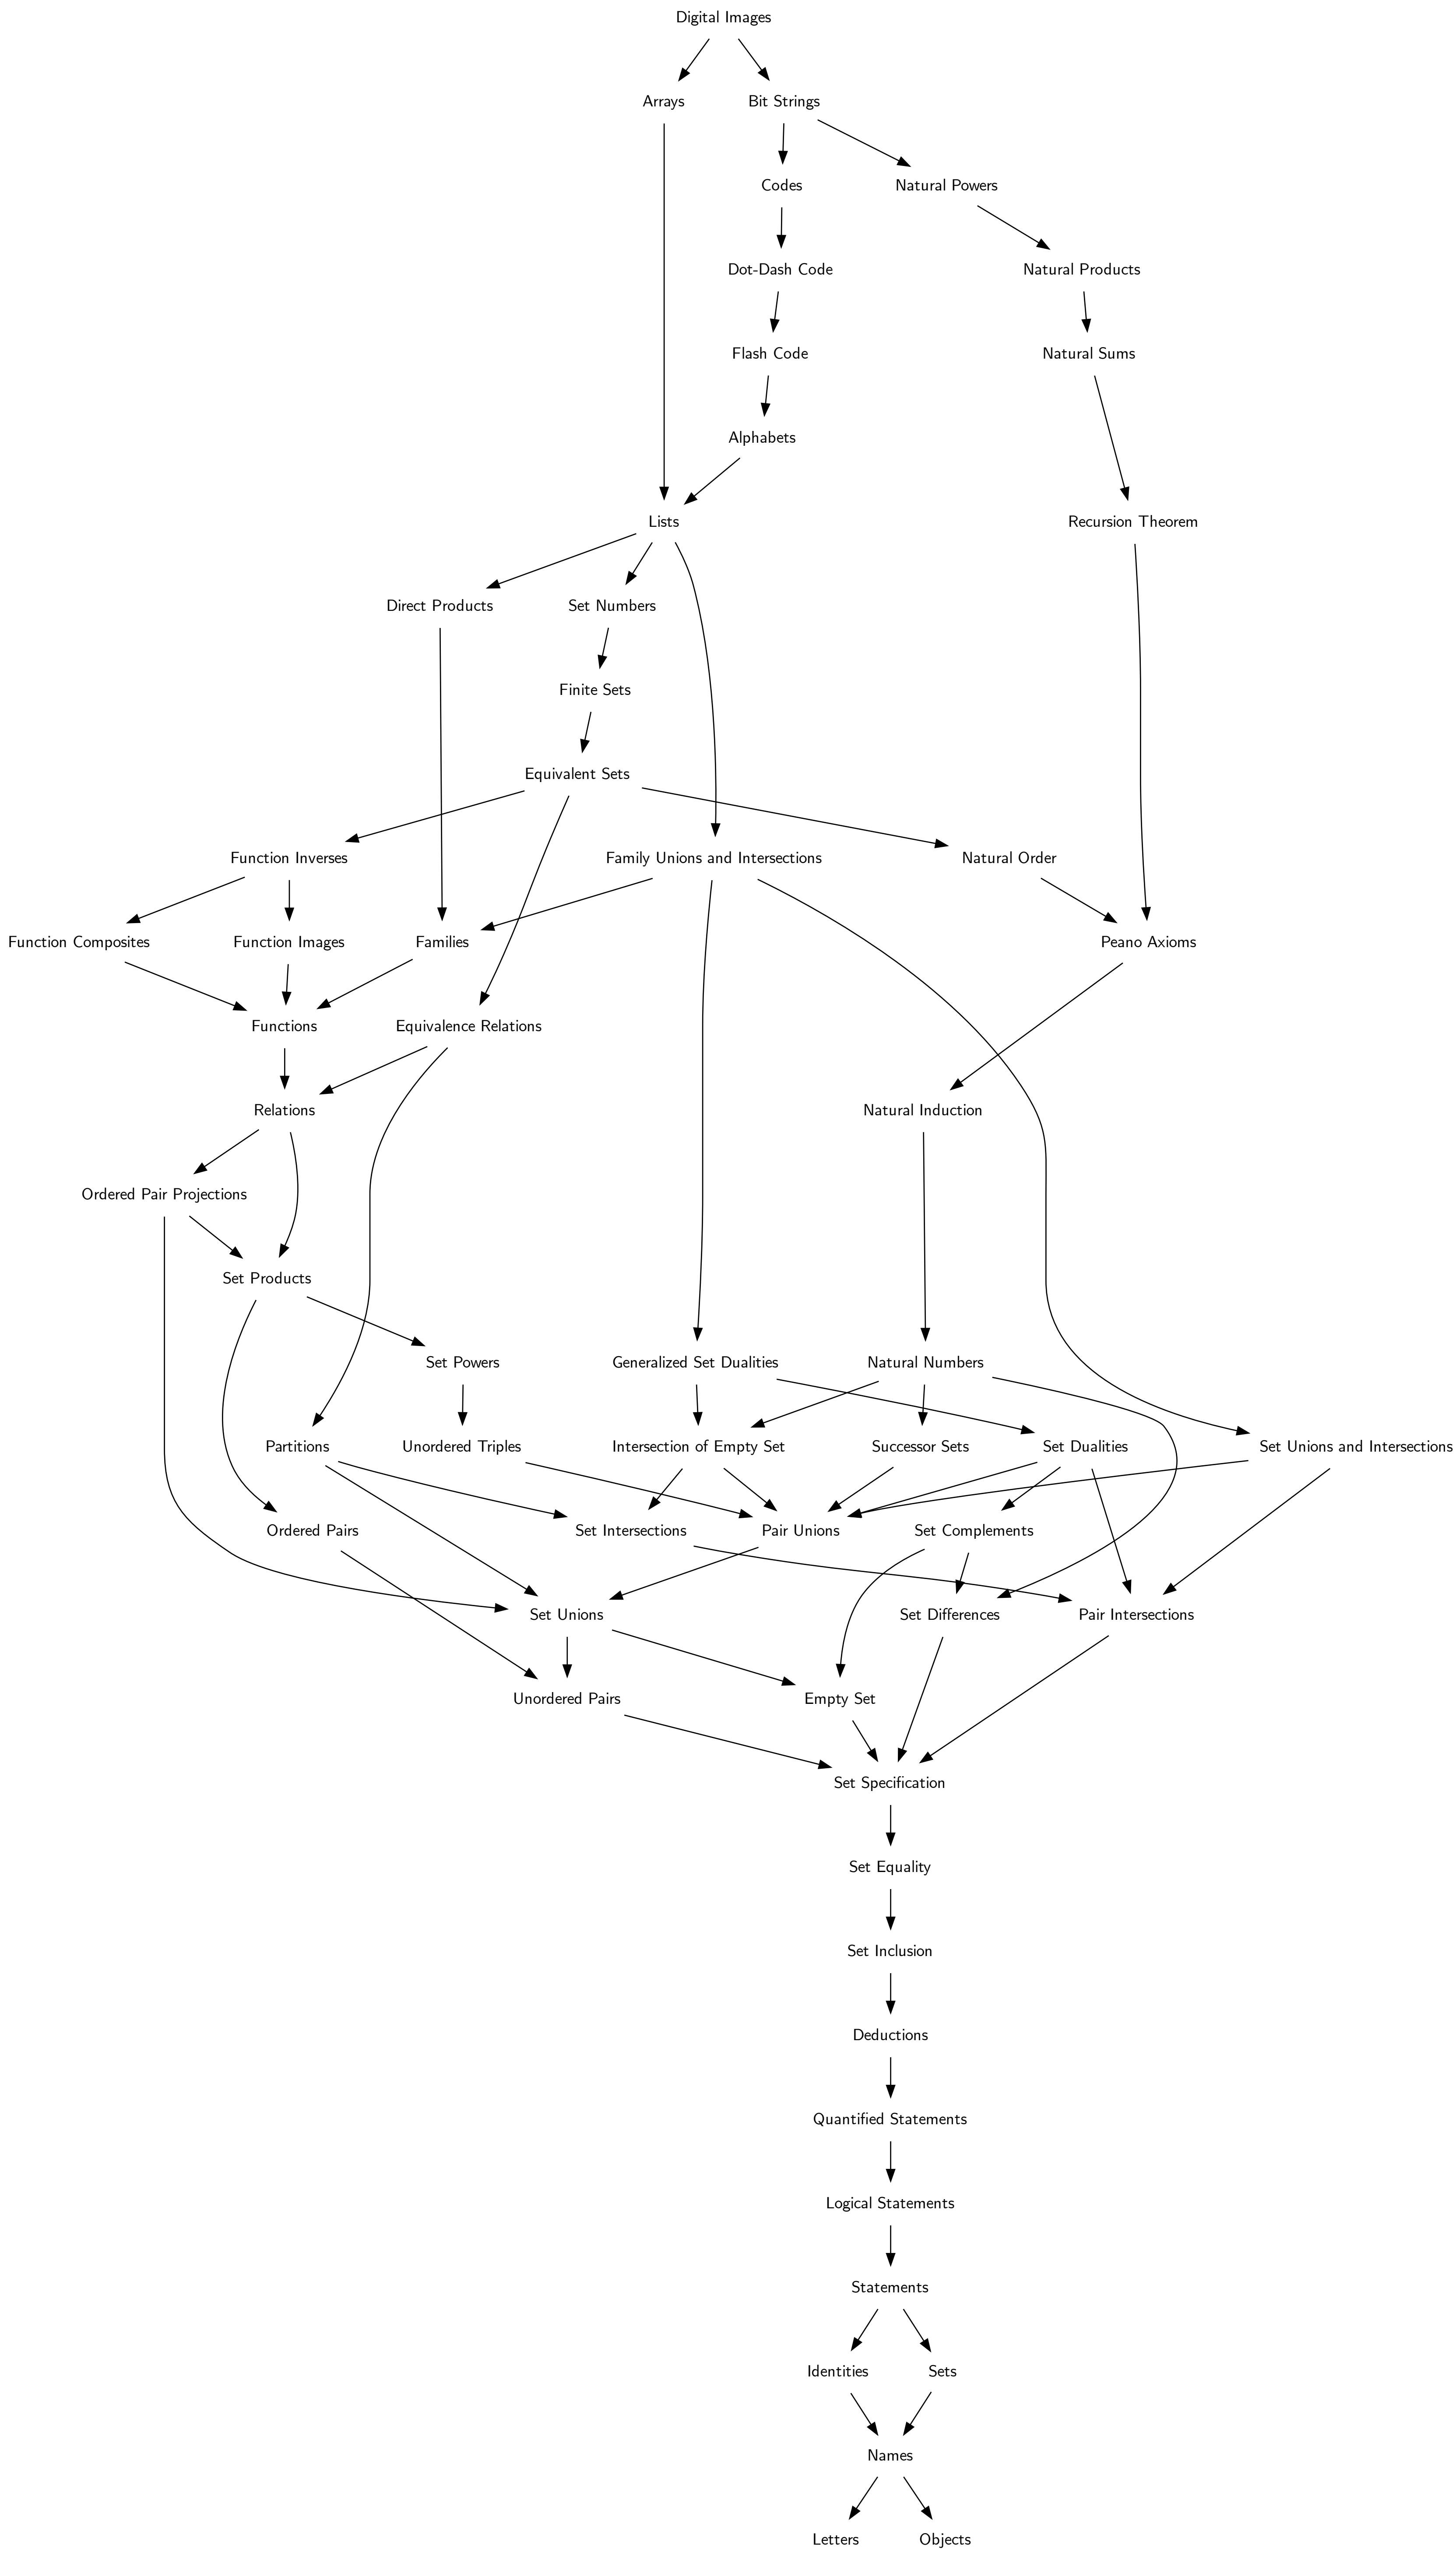 Digital Images
Arrays
Bit Strings
Codes
Natural Powers
Dot-Dash Code
Natural Products
Flash Code
Natural Sums
Alphabets
Lists
Recursion Theorem
Direct Products
Set Numbers
Finite Sets
Equivalent Sets
Function Inverses
Family Unions and Intersections
Natural Order
Function Composites
Function Images
Families
Peano Axioms
Functions
Equivalence Relations
Relations
Natural Induction
Ordered Pair Projections
Set Products
Set Powers
Generalized Set Dualities
Natural Numbers
Partitions
Unordered Triples
Intersection of Empty Set
Successor Sets
Set Dualities
Set Unions and Intersections
Ordered Pairs
Set Intersections
Pair Unions
Set Complements
Set Unions
Set Differences
Pair Intersections
Unordered Pairs
Empty Set
Set Specification
Set Equality
Set Inclusion
Deductions
Quantified Statements
Logical Statements
Statements
Identities
Sets
Names
Letters
Objects